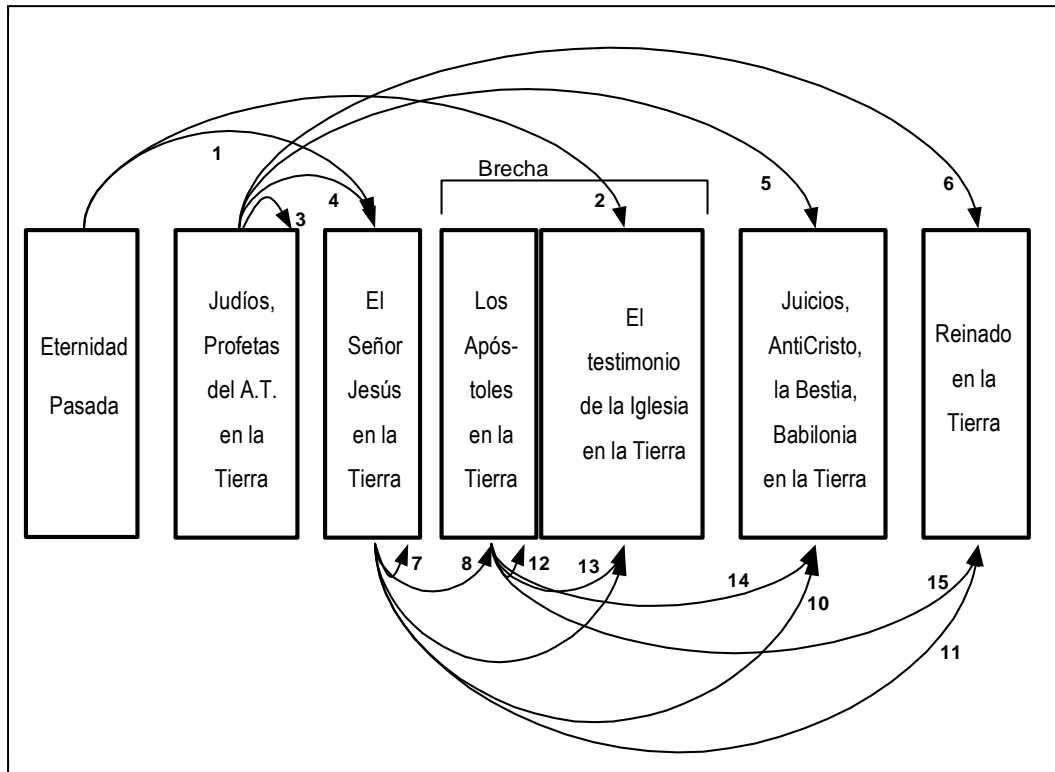 1
Brecha
2
3
4
5
6
Eternidad
Pasada
Judíos,
Profetas
del A.T.
en la
Tierra
El
Señor
Jesús en
la Tierra
Los
Após-
toles en
la Tierra
El
testimonio
de la Iglesia
en la Tierra
Juicios,
AntiCristo,
la Bestia,
Babilonia
en la Tierra
Reinado
en la
Tierra
7
8
12
13
14
10
15
11